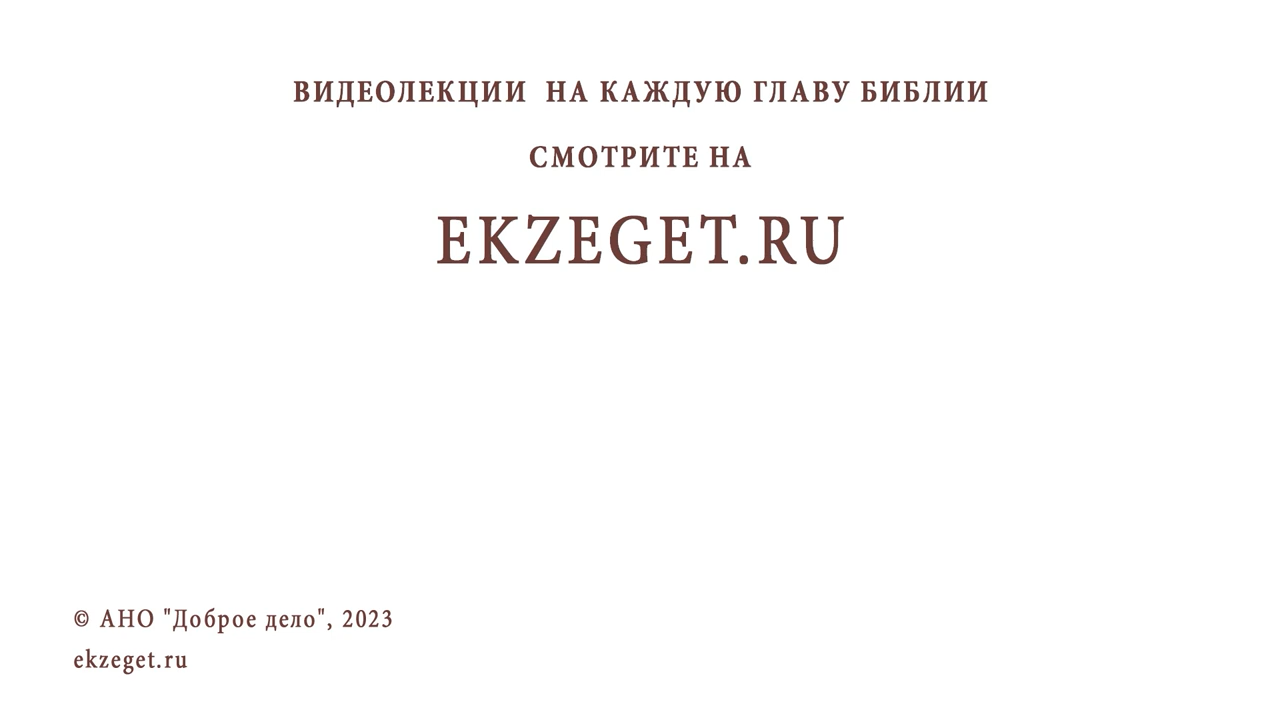 ВИДЕОЛЕКЦИИ НА КАЖДУЮ ГЛАВУ БИБЛИИ
СМОТРИТЕ НА
EKZEGET.RU
© АНО "Доброе дело", 2023
ekzeget.ru